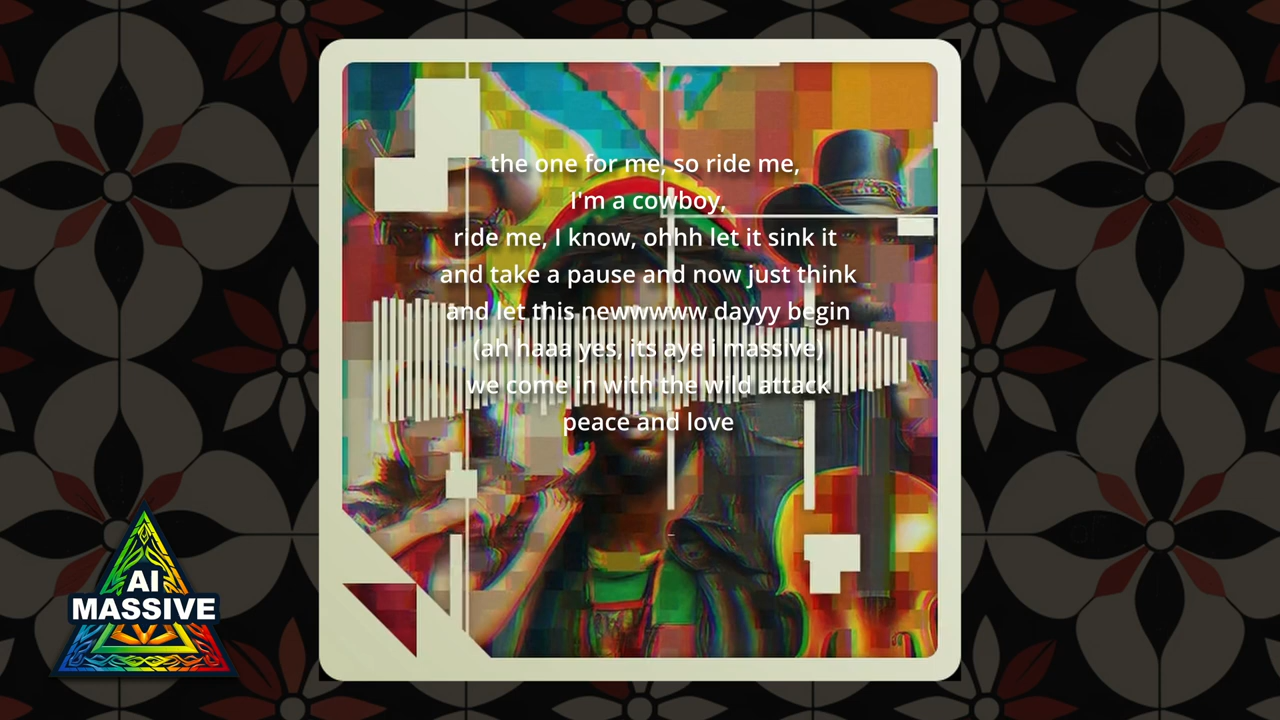 the one for me, so ride me,
I'm a cowboy,
ride me, I know, ohhh let it sink it
and take a pause and now just think
and let this newwwwww dayyy begin
(ah haaa yes, its aye i massive)
we come in with the wild attack
peace and love
AI
MASSIVE